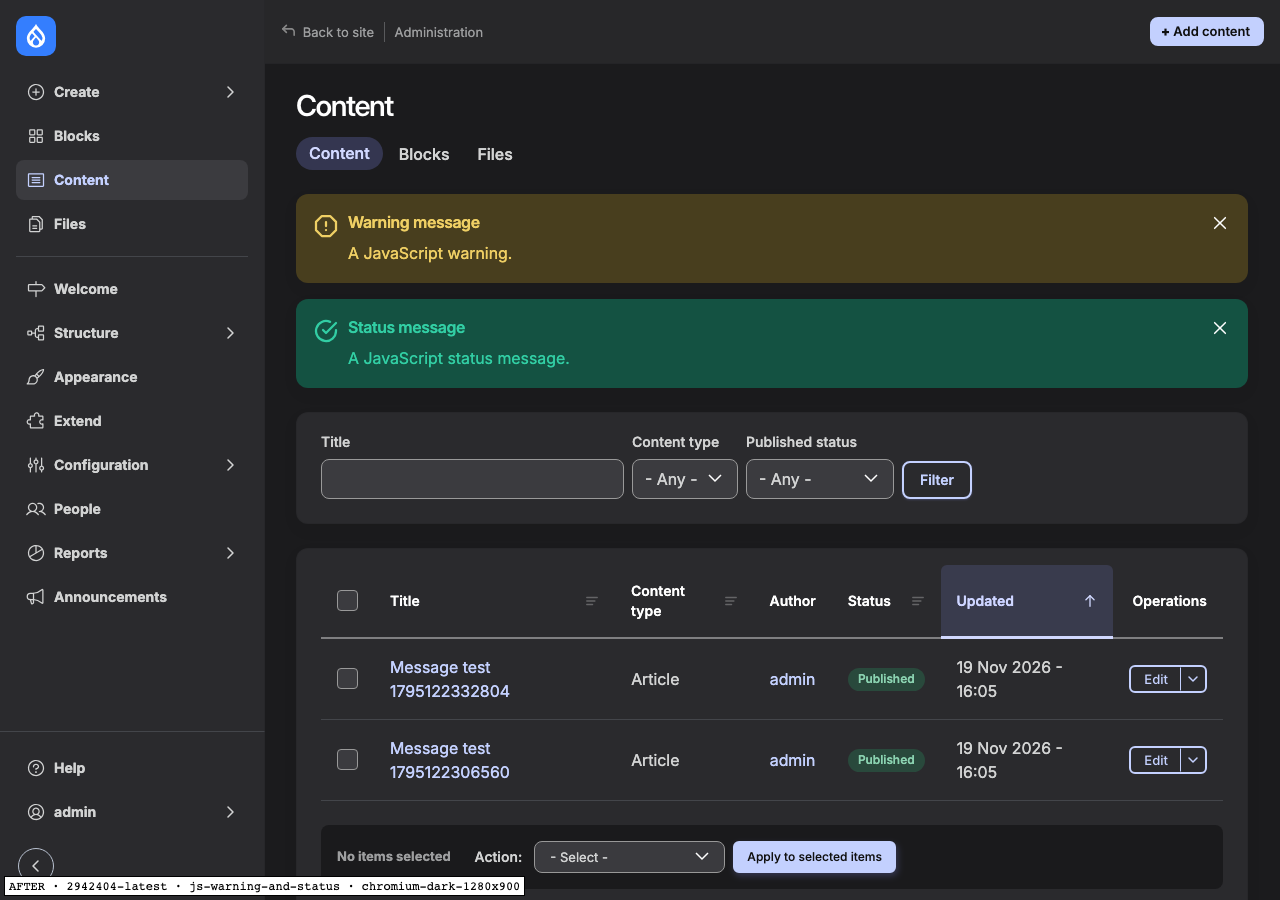 Back to site
Administration
+ Add content
Create
Blocks
Content
Files
Welcome
Structure
Appearance
Extend
Configuration
People
Reports
Announcements
Help
admin
Content
Content Blocks Files
Warning message
A JavaScript warning.
Status message
A JavaScript status message.
Title
Content type
Published status
- Any -
- Any -
Filter
Title
Content
type
Author
Status
Updated
Operations
Message test
1795122332804
Article
admin
Published
19 Nov 2026 -
16:05
Edit
Message test
1795122306560
Article
admin
Published
19 Nov 2026 -
16:05
Edit
No items selected
Action:
- Select -
Apply to selected items
AFTER · 2942404-latest · js-warning-and-status · chromium-dark-1280x900